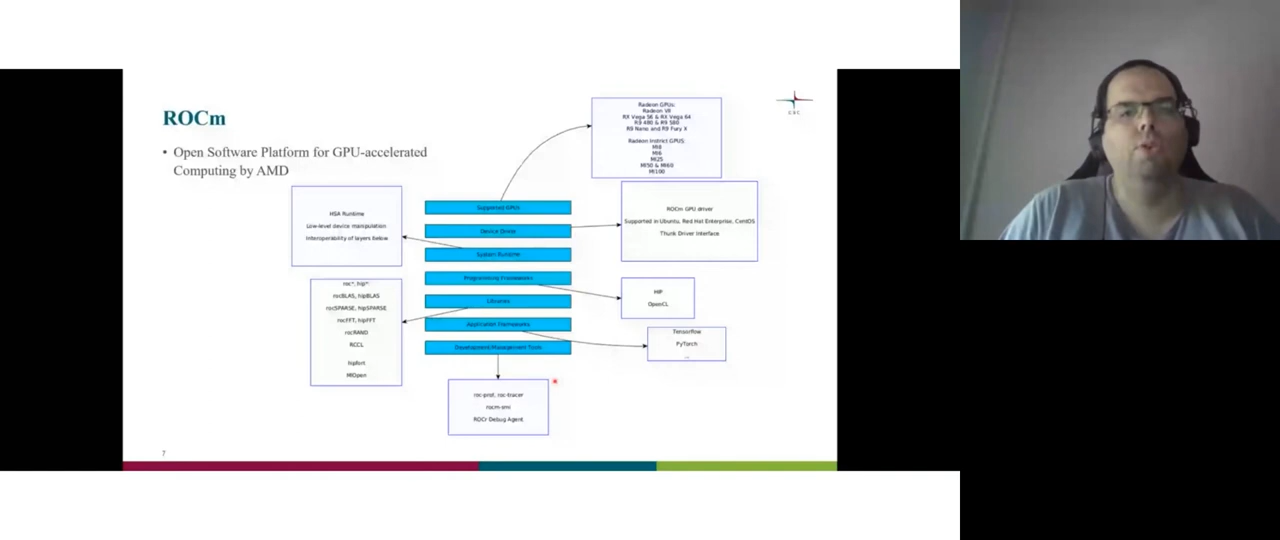 ROCm
• Open Software Platform for GPU-accelerated
Computing by AMD
CSC
Radeon GPUs:
Radeon VII
RX Vega 56 & RX Vega 64
R9 480 & R9 580
R9 Nano and R9 Fury X
Radeon Instrict GPUS:
MI8
MI6
MI25
MI50 & MI60
MI100
Supported GPUs
Device Driver
System Runtime
Programming Frameworks
Libraries
Application Frameworks
Development/Management Tools
ROCm GPU driver
Supported in Ubuntu, Red Hat Enterprise, CentOS
Thunk Driver Interface
HSA Runtime
Low-level device manipulation
Interoperability of layers below
HIP
OpenCL
roc*, hip*:
rocBLAS, hipBLAS
rocSPARSE, hipSPARSE
rocFFT, hipFFT
rocRAND
RCCL
hipfort
MIOpen
Tensorflow
PyTorch
...
roc-prof, roc-tracer
rocm-smi
ROCr Debug Agent
7